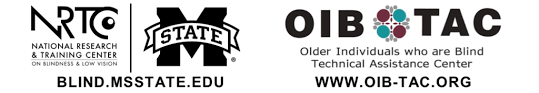 NRTC
NATIONAL RESEARCH
& TRAINING CENTER
ON BLINDNESS & LOW VISION
M
STATE
®
BLIND.MSSTATE.EDU
OIB TAC
Older Individuals who are Blind
Technical Assistance Center
WWW.OIB-TAC.ORG